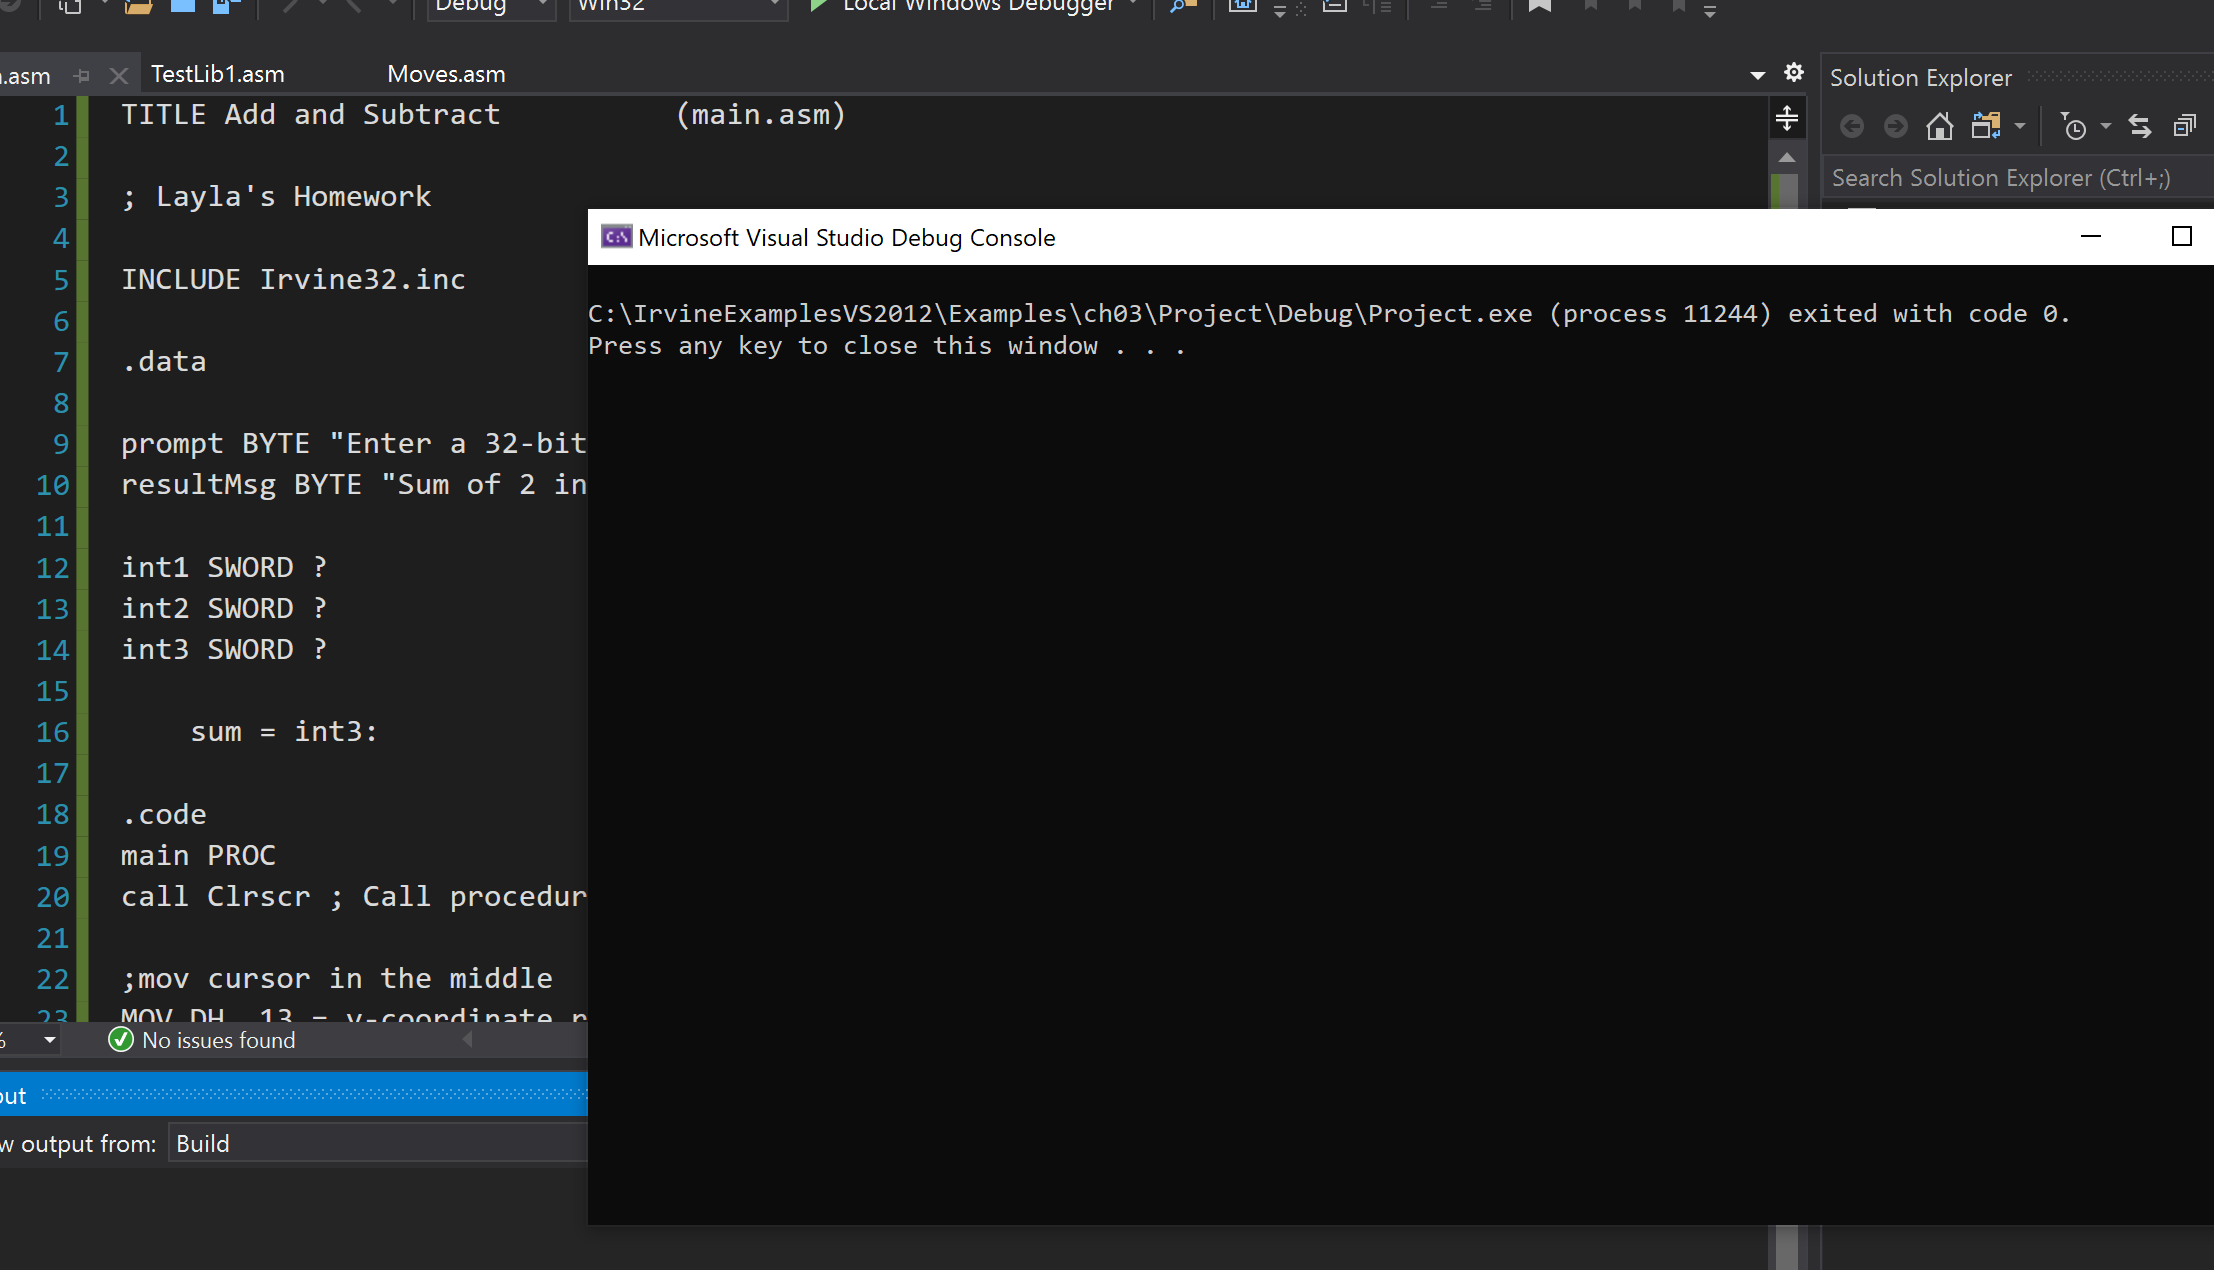 Debug
Win32
Local Windows Debugger
.asm
TestLib1.asm
Moves.asm
Solution Explorer
Search Solution Explorer (Ctrl+;)
1 TITLE Add and Subtract (main.asm)
2
3 ; Layla's Homework
4
5 INCLUDE Irvine32.inc
6
7 .data
8
9 prompt BYTE "Enter a 32-bit
10 resultMsg BYTE "Sum of 2 in
11
12 int1 SWORD ?
13 int2 SWORD ?
14 int3 SWORD ?
15
16 sum = int3:
17
18 .code
19 main PROC
20 call Clrscr ; Call procedur
21
22 ;mov cursor in the middle
23 MOV DH, 13 = y-coordinate r
% No issues found
out
w output from: Build
Microsoft Visual Studio Debug Console
C:\IrvineExamplesVS2012\Examples\ch03\Project\Debug\Project.exe (process 11244) exited with code 0.
Press any key to close this window . . .